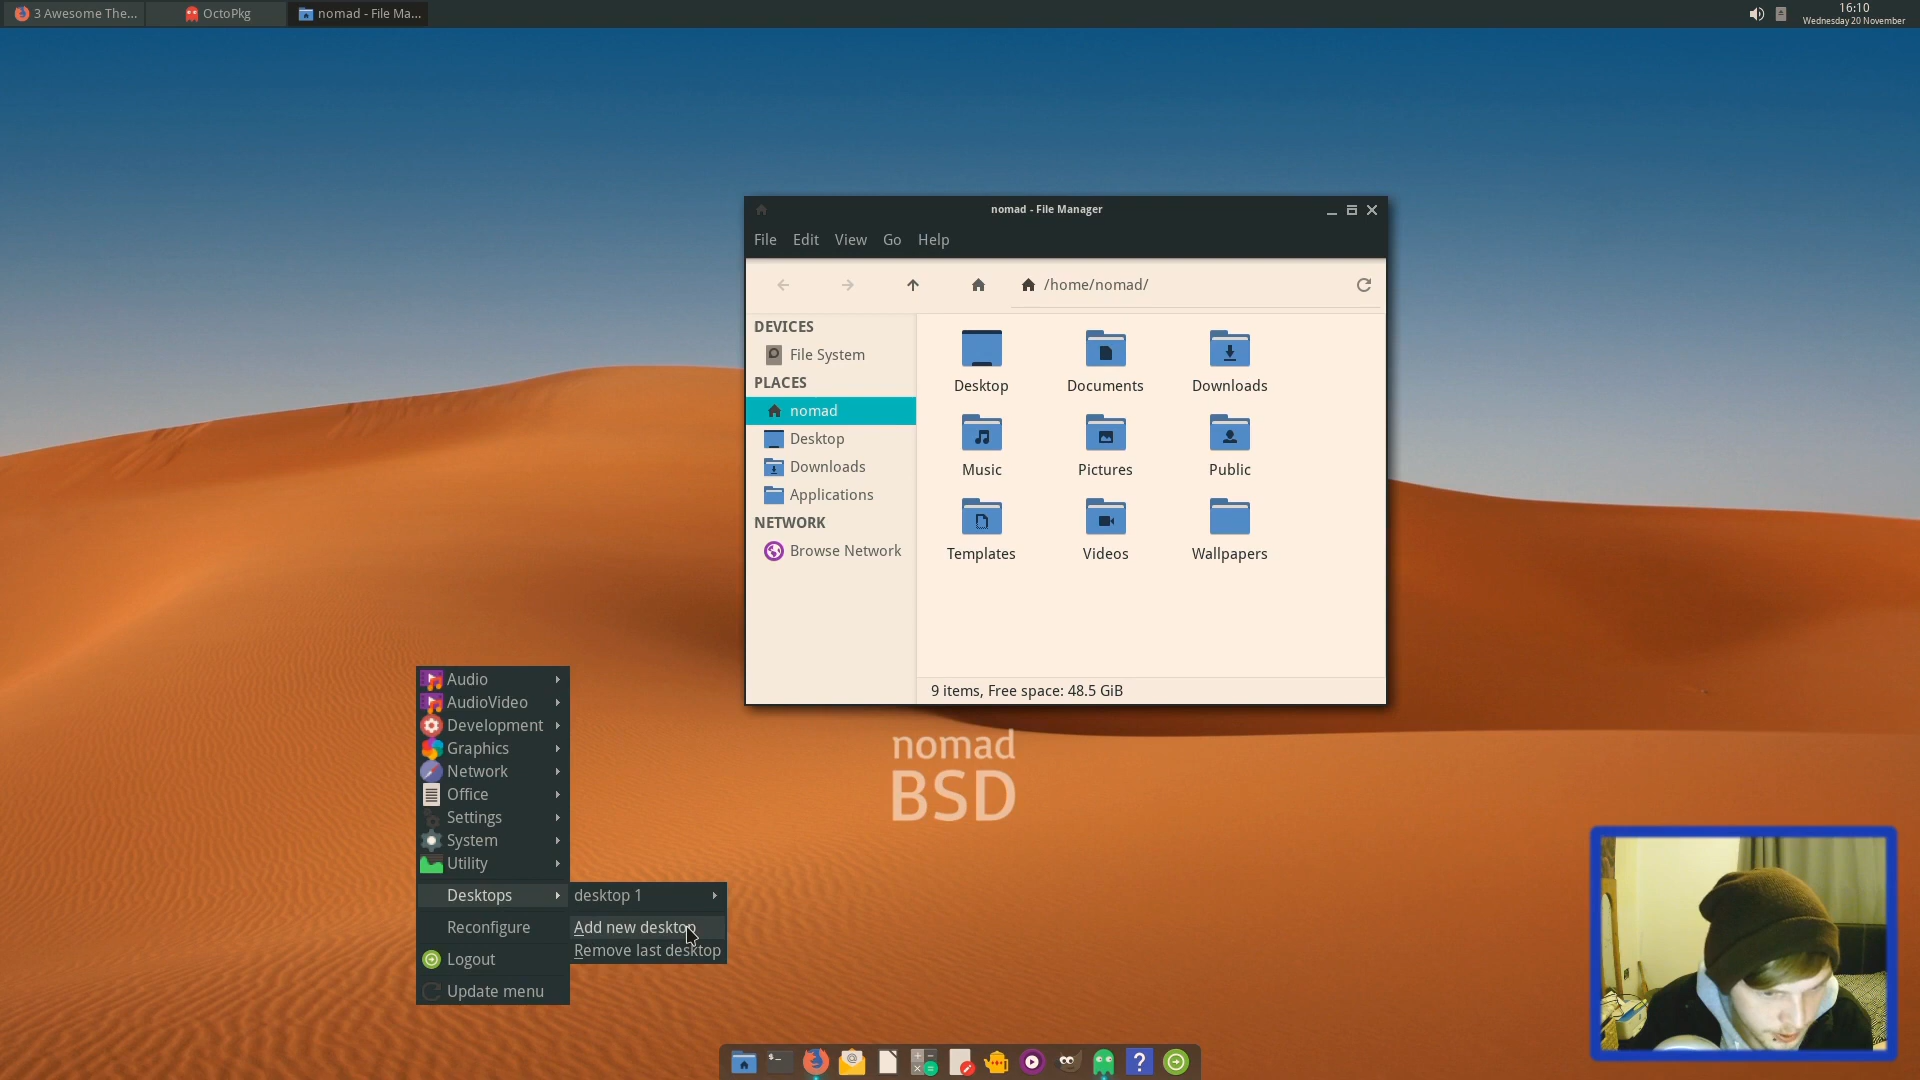 3 Awesome The...
OctoPkg
nomad - File Ma...
16:10
Wednesday 20 November
nomad - File Manager
File Edit View Go Help
/home/nomad/
DEVICES
File System
PLACES
nomad
Desktop
Downloads
Applications
NETWORK
Browse Network
Desktop Documents Downloads
Music Pictures Public
Templates Videos Wallpapers
9 items, Free space: 48.5 GiB
nomad
BSD
Audio
AudioVideo
Development
Graphics
Network
Office
Settings
System
Utility
Desktops
Reconfigure
Logout
Update menu
desktop 1
Add new desktop
Remove last desktop